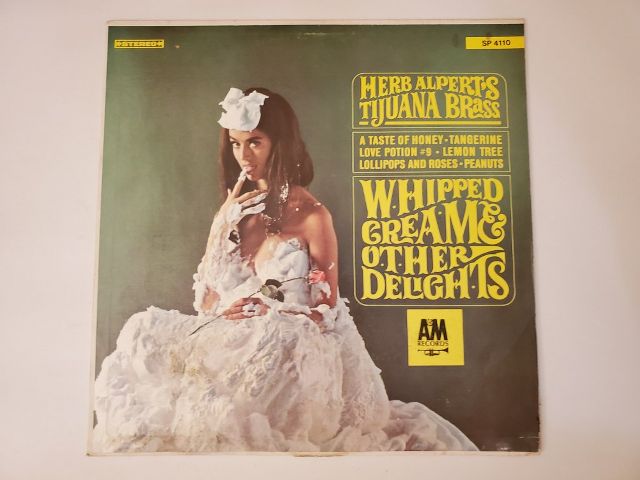 STEREO
SP 4110
HERB ALPERT'S
TIJUANA BRASS
A TASTE OF HONEY • TANGERINE
LOVE POTION #9 • LEMON TREE
LOLLIPOPS AND ROSES • PEANUTS
WHIPPED
CREAM &
OTHER
DELIGHTS
A&M
RECORDS